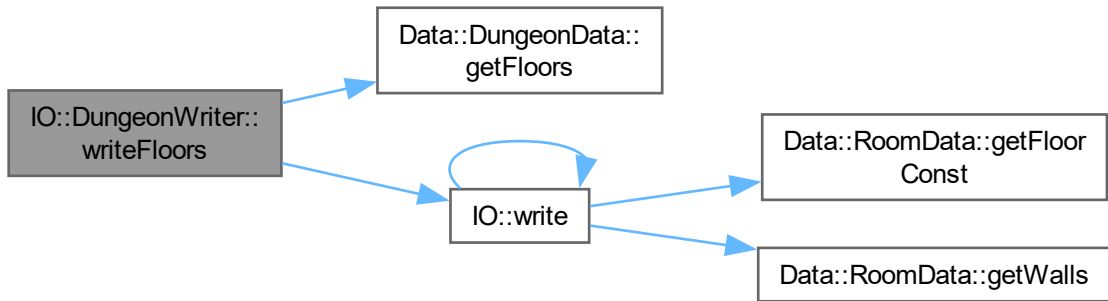 IO::DungeonWriter::
writeFloors
Data::DungeonData::
getFloors
IO::write
Data::RoomData::getFloor
Const
Data::RoomData::getWalls